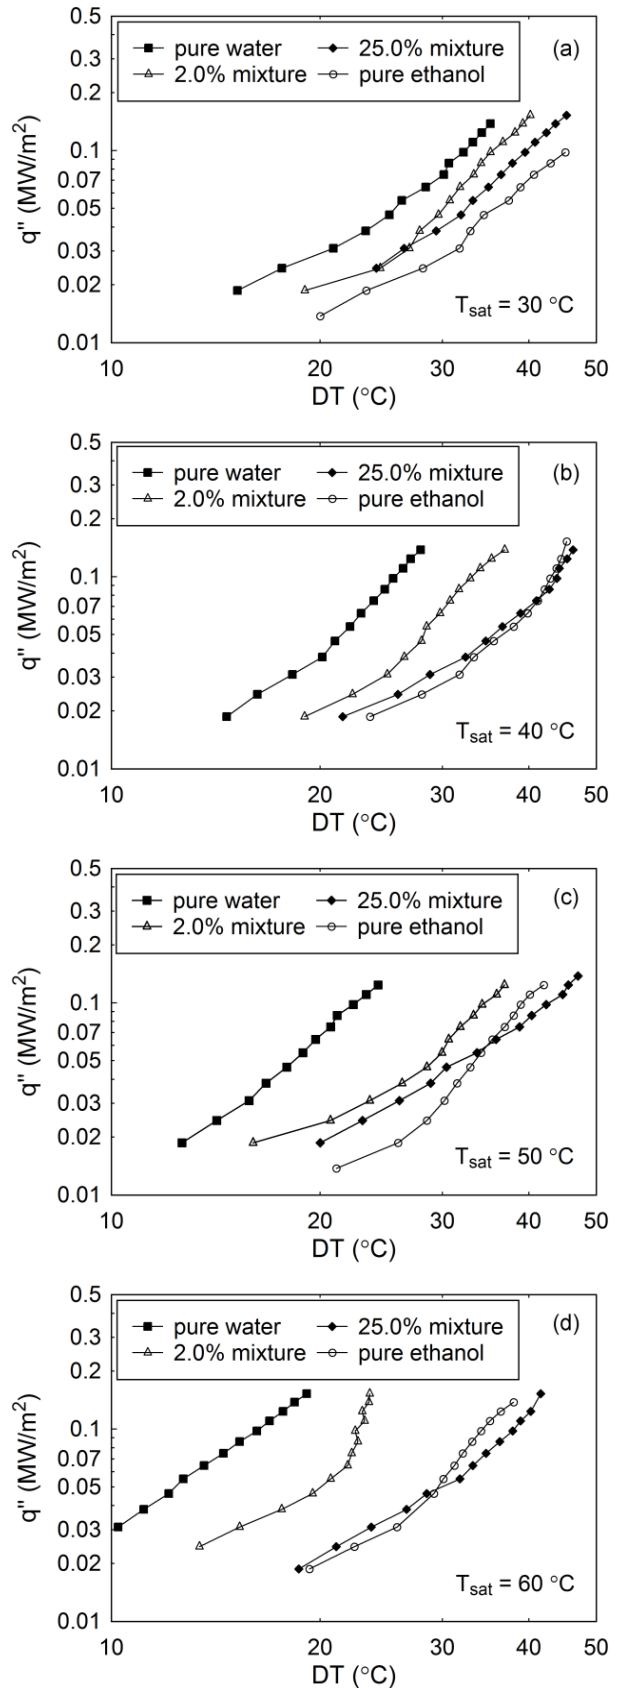 0.5
0.3
0.2
0.1
0.07
0.05
0.03
0.02
0.01
q" (MW/m²)
pure water
25.0% mixture
2.0% mixture
pure ethanol
(a)
T_sat = 30 °C
10 20 30 40 50
DT (°C)
0.5
0.3
0.2
0.1
0.07
0.05
0.03
0.02
0.01
q" (MW/m²)
pure water
25.0% mixture
2.0% mixture
pure ethanol
(b)
T_sat = 40 °C
10 20 30 40 50
DT (°C)
0.5
0.3
0.2
0.1
0.07
0.05
0.03
0.02
0.01
q" (MW/m²)
pure water
25.0% mixture
2.0% mixture
pure ethanol
(c)
T_sat = 50 °C
10 20 30 40 50
DT (°C)
0.5
0.3
0.2
0.1
0.07
0.05
0.03
0.02
0.01
q" (MW/m²)
pure water
25.0% mixture
2.0% mixture
pure ethanol
(d)
T_sat = 60 °C
10 20 30 40 50
DT (°C)